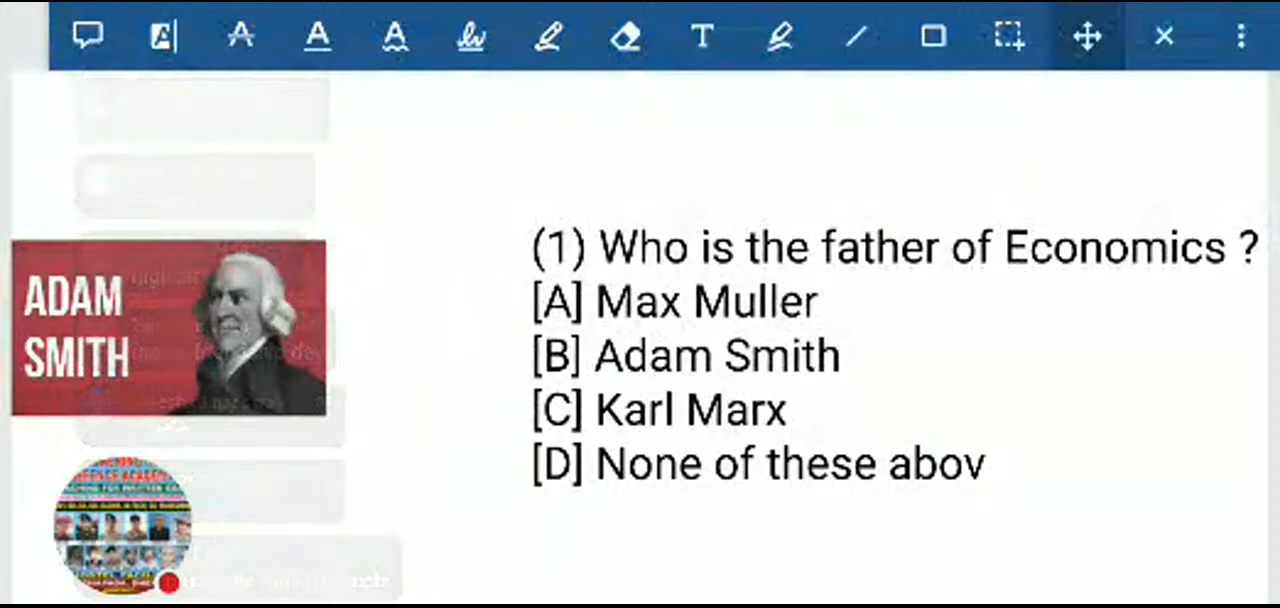 ADAM
SMITH
(1) Who is the father of Economics ?
[A] Max Muller
[B] Adam Smith
[C] Karl Marx
[D] None of these abov